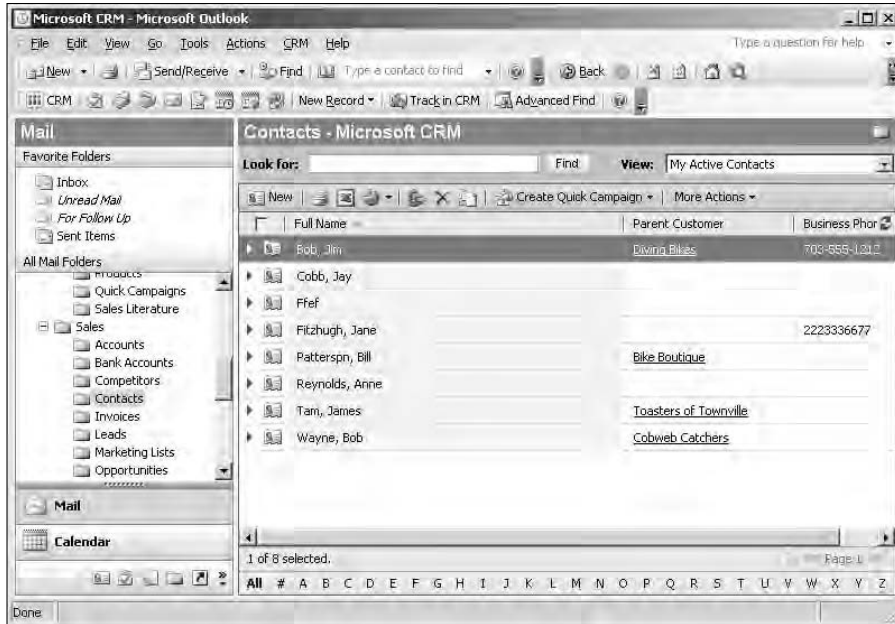 Microsoft CRM - Microsoft Outlook
File Edit View Go Tools Actions CRM Help Type a question for help
New Send/Receive Find Type a contact to find Back
CRM New Record Track in CRM Advanced Find
Mail
Favorite Folders
Inbox
Unread Mail
For Follow Up
Sent Items
All Mail Folders
Products
Quick Campaigns
Sales Literature
Sales
Accounts
Bank Accounts
Competitors
Contacts
Invoices
Leads
Marketing Lists
Opportunities
Mail
Calendar
Contacts - Microsoft CRM
Look for: Find View: My Active Contacts
New Create Quick Campaign More Actions
Full Name Parent Customer Business Phor
Bob, Jim Diving Bikes 703-555-1212
Cobb, Jay
Ffef
Fitzhugh, Jane 2223336677
Patterspn, Bill Bike Boutique
Reynolds, Anne
Tam, James Toasters of Townville
Wayne, Bob Cobweb Catchers
1 of 8 selected. Page 1
All # A B C D E F G H I J K L M N O P Q R S T U V W X Y Z
Done